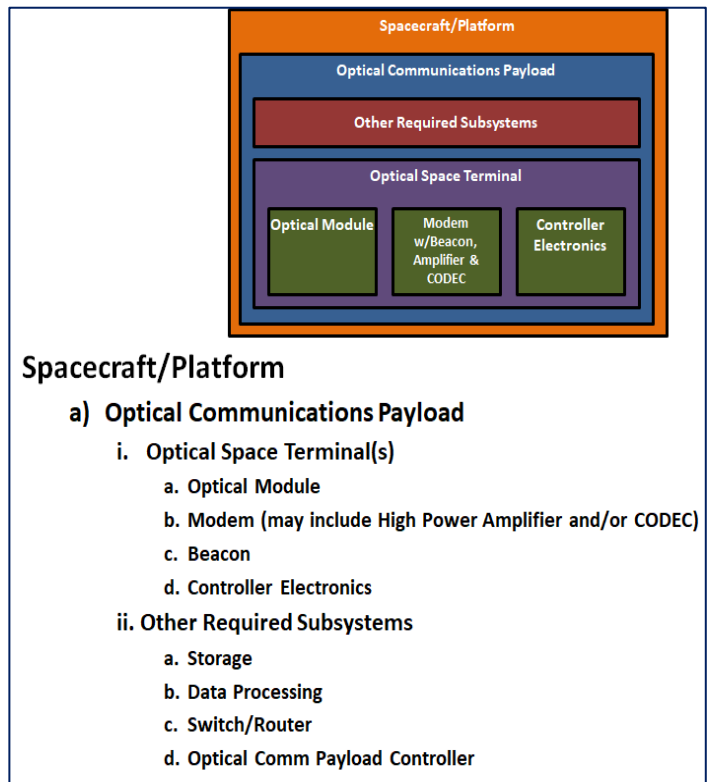 Spacecraft/Platform
Optical Communications Payload
Other Required Subsystems
Optical Space Terminal
Optical Module
Modem
w/Beacon,
Amplifier &
CODEC
Controller
Electronics
Spacecraft/Platform
a) Optical Communications Payload
i. Optical Space Terminal(s)
a. Optical Module
b. Modem (may include High Power Amplifier and/or CODEC)
c. Beacon
d. Controller Electronics
ii. Other Required Subsystems
a. Storage
b. Data Processing
c. Switch/Router
d. Optical Comm Payload Controller